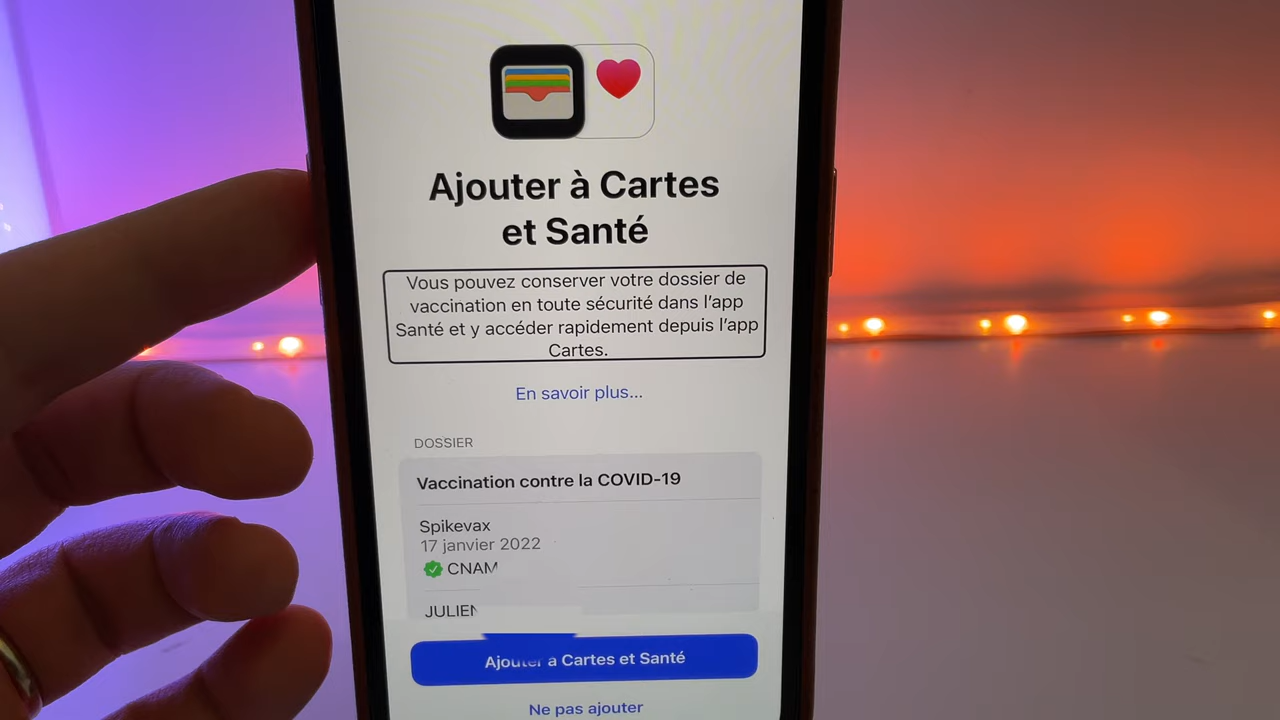 Ajouter à Cartes
et Santé
Vous pouvez conserver votre dossier de
vaccination en toute sécurité dans l'app
Santé et y accéder rapidement depuis l'app
Cartes.
En savoir plus...
DOSSIER
Vaccination contre la COVID-19
Spikevax
17 janvier 2022
CNAM
JULIEN
Ajouter à Cartes et Santé
Ne pas ajouter